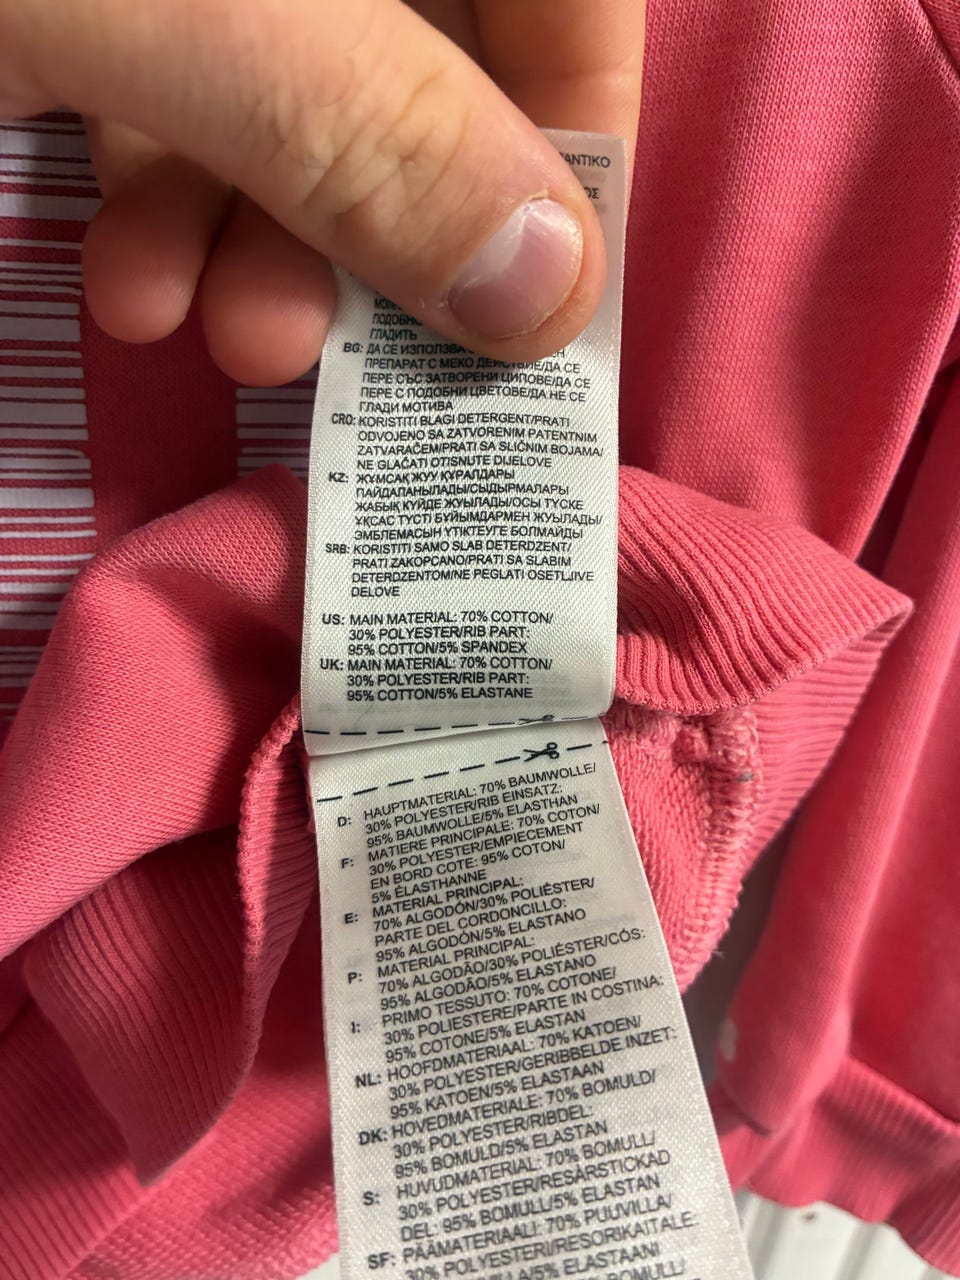 ΑΝΤΙΚΟ
ΟΣ
ПОДОБНО
ГЛАДИТЬ
BG: ДА СЕ ИЗПОЛЗВА
ПРЕПАРАТ С МЕКО ДЕЙСТВИЕ/ДА СЕ
ПЕРЕ СЪС ЗАТВОРЕНИ ЦИПОВЕ/ДА СЕ
ПЕРЕ С ПОДОБНИ ЦВЕТОВЕ/ДА НЕ СЕ
ГЛАДИ МОТИВА
CRO: KORISTITI BLAGI DETERGENT/PRATI
ODVOJENO SA ZATVORENIM PATENTNIM
ZATVARAČEM/PRATI SA SLIČNIM BOJAMA/
NE GLAČATI OTISNUTE DIJELOVE
KZ: ЖҰМСАҚ ЖУУ ҚҰРАЛДАРЫ
ПАЙДАЛАНЫЛАДЫ/СЫДЫРМАЛАРЫ
ЖАБЫҚ КҮЙДЕ ЖУЫЛАДЫ/ОСЫ ТҮСКЕ
ҰҚСАС ТҮСТІ БҰЙЫМДАРМЕН ЖУЫЛАДЫ/
ЭМБЛЕМАСЫН ҮТІКТЕУГЕ БОЛМАЙДЫ
SRB: KORISTITI SAMO SLAB DETERDZENT/
PRATI ZAKOPCANO/PRATI SA SLABIM
DETERDZENTOM/NE PEGLATI OSETLJIVE
DELOVE
US: MAIN MATERIAL: 70% COTTON/
30% POLYESTER/RIB PART:
95% COTTON/5% SPANDEX
UK: MAIN MATERIAL: 70% COTTON/
30% POLYESTER/RIB PART:
95% COTTON/5% ELASTANE
D: HAUPTMATERIAL: 70% BAUMWOLLE/
30% POLYESTER/RIB EINSATZ:
95% BAUMWOLLE/5% ELASTHAN
F: MATIERE PRINCIPALE: 70% COTON/
30% POLYESTER/EMPIECEMENT
EN BORD COTE: 95% COTON/
5% ÉLASTHANNE
E: MATERIAL PRINCIPAL:
70% ALGODÓN/30% POLIÉSTER/
PARTE DEL CORDONCILLO:
95% ALGODÓN/5% ELASTANO
P: MATERIAL PRINCIPAL:
70% ALGODÃO/30% POLIÉSTER/CÓS:
95% ALGODÃO/5% ELASTANO
I: PRIMO TESSUTO: 70% COTONE/
30% POLIESTERE/PARTE IN COSTINA:
95% COTONE/5% ELASTAN
NL: HOOFDMATERIAAL: 70% KATOEN/
30% POLYESTER/GERIBBELDE INZET:
95% KATOEN/5% ELASTAAN
DK: HOVEDMATERIALE: 70% BOMULD/
30% POLYESTER/RIBDEL:
95% BOMULD/5% ELASTAN
S: HUVUDMATERIAL: 70% BOMULL/
30% POLYESTER/RESÅRSTICKAD
DEL: 95% BOMULL/5% ELASTAN
SF: PÄÄMATERIAALI: 70% PUUVILLA/
30% POLYESTERI/RESORIKAITALE:
/5% ELASTAANI
BOMULL/